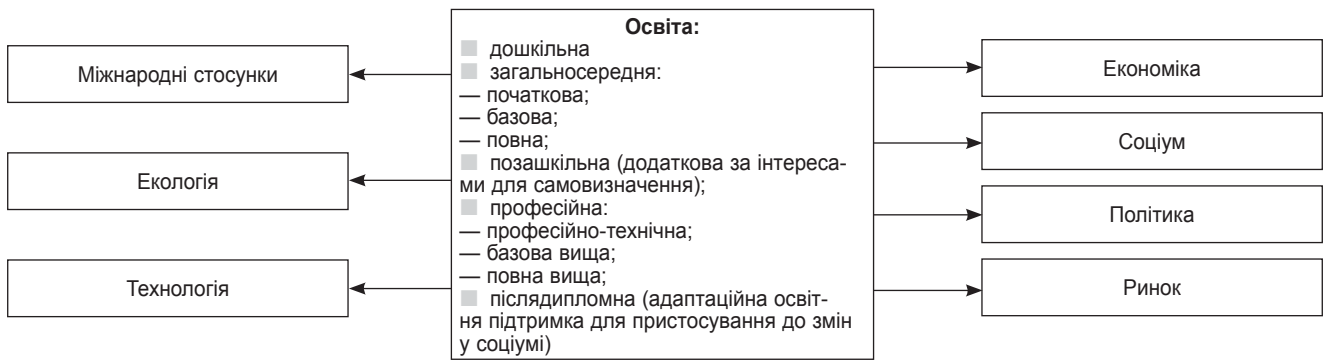 Міжнародні стосунки
Екологія
Технологія
Освіта:
дошкільна
загальносередня:
— початкова;
— базова;
— повна;
позашкільна (додаткова за інтереса-
ми для самовизначення);
професійна:
— професійно-технічна;
— базова вища;
— повна вища;
післядипломна (адаптаційна освіт-
ня підтримка для пристосування до змін
у соціумі)
Економіка
Соціум
Політика
Ринок